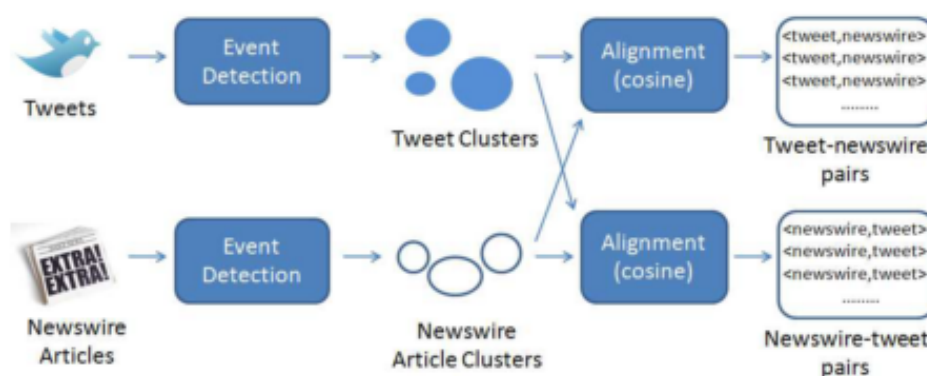 Tweets
Event
Detection
Tweet Clusters
Alignment
(cosine)
<tweet,newswire>
<tweet,newswire>
<tweet,newswire>
.........
Tweet-newswire
pairs
EXTRA!
EXTRA!
Newswire
Articles
Event
Detection
Newswire
Article Clusters
Alignment
(cosine)
<newswire,tweet>
<newswire,tweet>
<newswire,tweet>
.........
Newswire-tweet
pairs